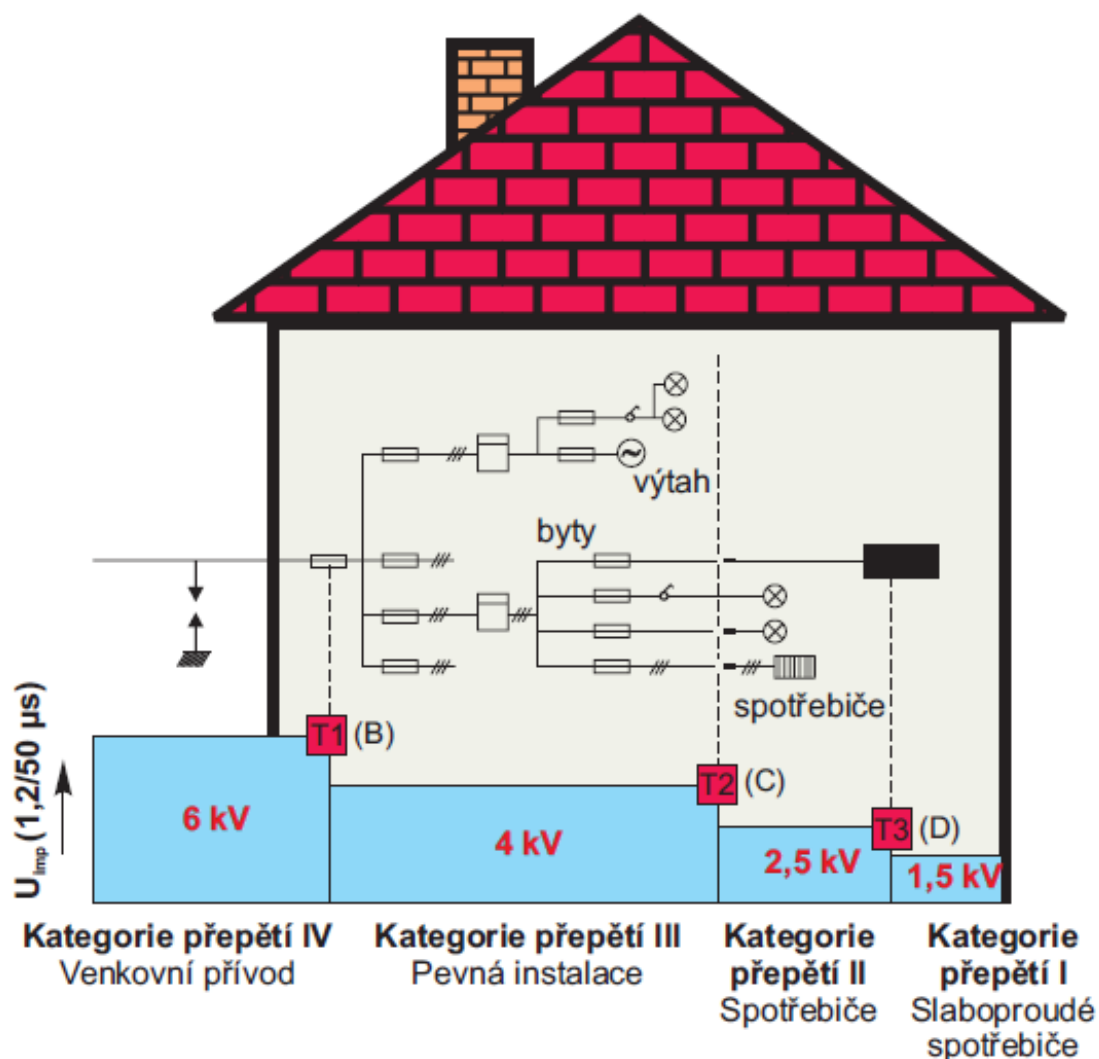 výtah
byty
spotřebiče
T1 (B)
T2 (C)
T3 (D)
U Imp (1,2/50 µs)
6 kV
4 kV
2,5 kV
1,5 kV
Kategorie přepětí IV
Venkovní přívod
Kategorie přepětí III
Pevná instalace
Kategorie
přepětí II
Spotřebiče
Kategorie
přepětí I
Slaboproudé
spotřebiče